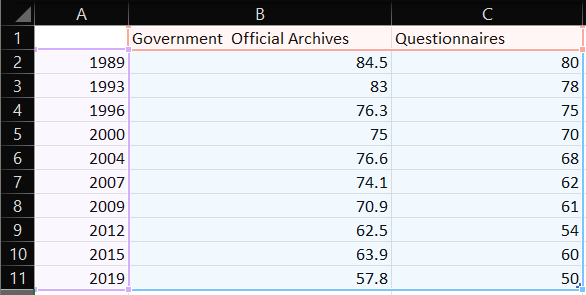 A B C
1 Government  Official Archives Questionnaires
2 1989 84.5 80
3 1993 83 78
4 1996 76.3 75
5 2000 75 70
6 2004 76.6 68
7 2007 74.1 62
8 2009 70.9 61
9 2012 62.5 54
10 2015 63.9 60
11 2019 57.8 50